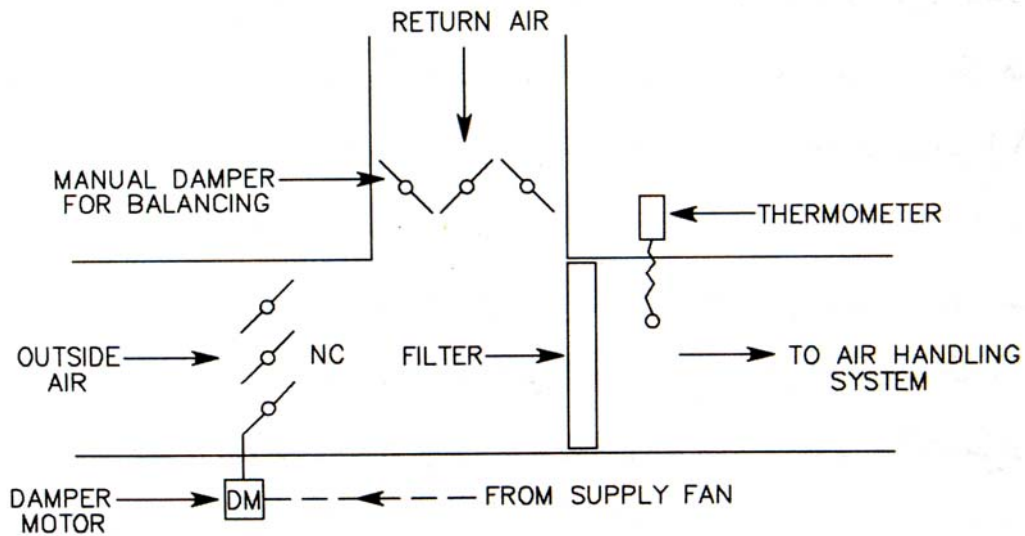 RETURN AIR
MANUAL DAMPER
FOR BALANCING
THERMOMETER
OUTSIDE
AIR
NC
FILTER
TO AIR HANDLING
SYSTEM
DAMPER
MOTOR
DM
FROM SUPPLY FAN